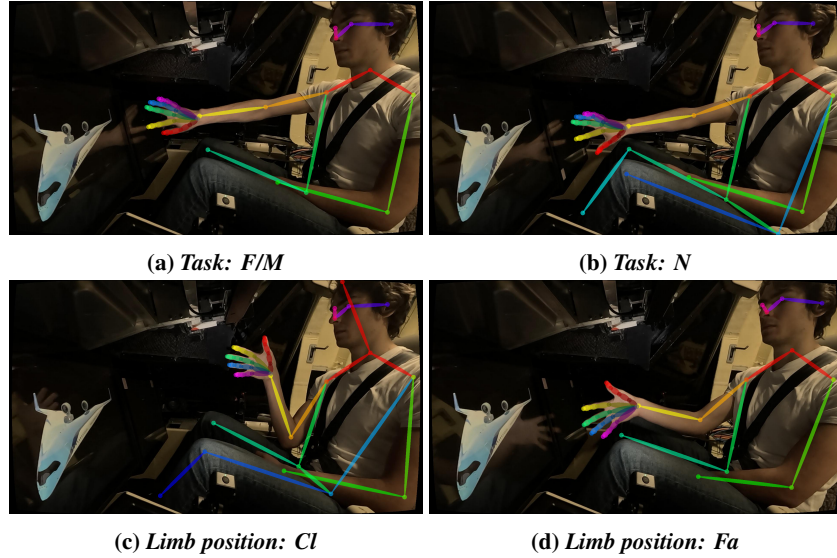 (a) Task: F/M
(b) Task: N
(c) Limb position: Cl
(d) Limb position: Fa